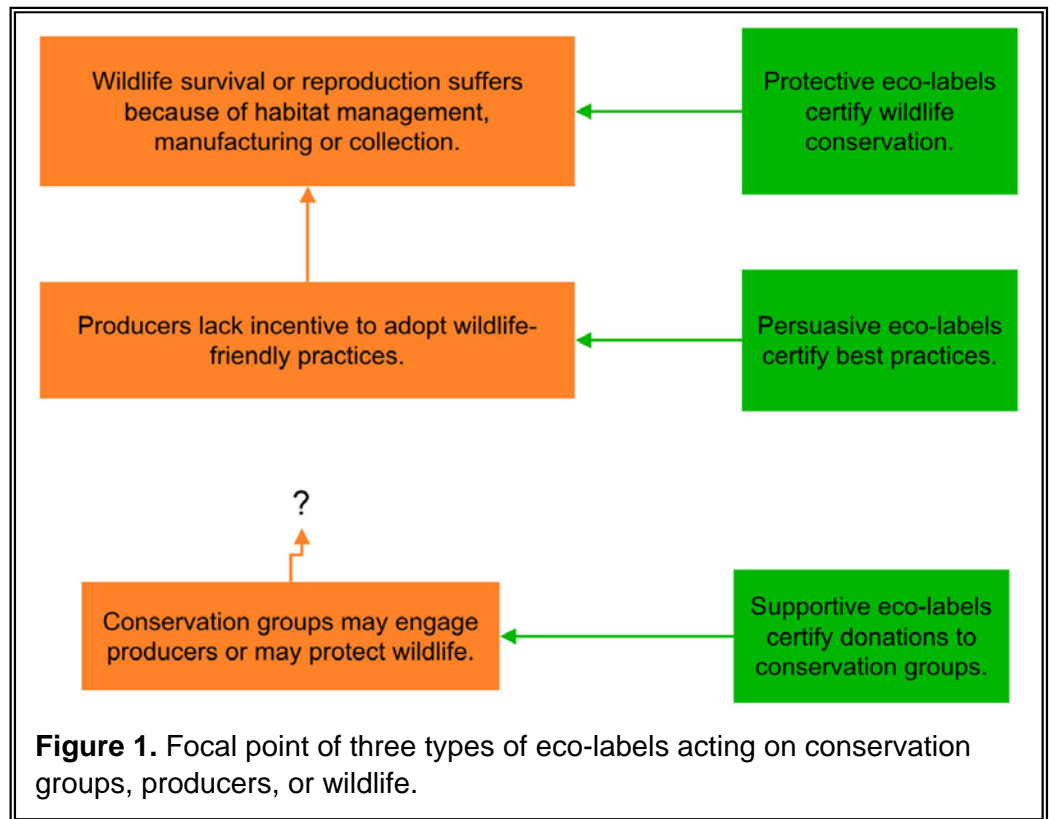 Wildlife survival or reproduction suffers
because of habitat management,
manufacturing or collection.
Protective eco-labels
certify wildlife
conservation.
Producers lack incentive to adopt wildlife-
friendly practices.
Persuasive eco-labels
certify best practices.
?
Conservation groups may engage
producers or may protect wildlife.
Supportive eco-labels
certify donations to
conservation groups.
Figure 1. Focal point of three types of eco-labels acting on conservation
groups, producers, or wildlife.